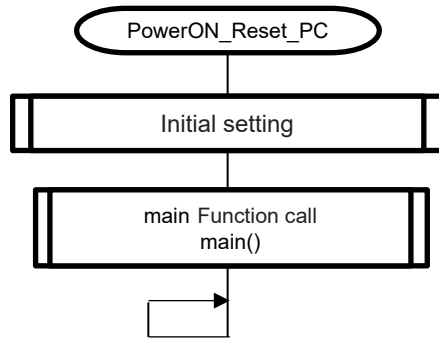 PowerON_Reset_PC
Initial setting
main Function call
main()